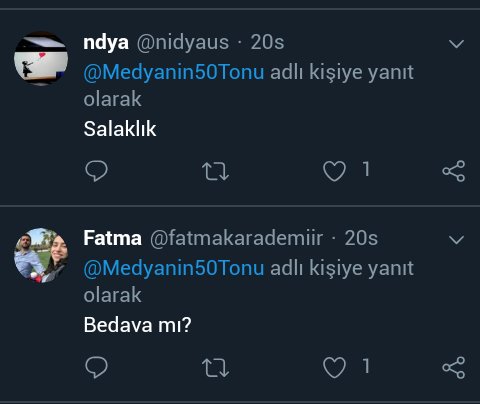 ndya @nidyaus · 20s
@Medyanin50Tonu adlı kişiye yanıt
olarak
Salaklık
1
Fatma @fatmakarademiir · 20s
@Medyanin50Tonu adlı kişiye yanıt
olarak
Bedava mı?
1